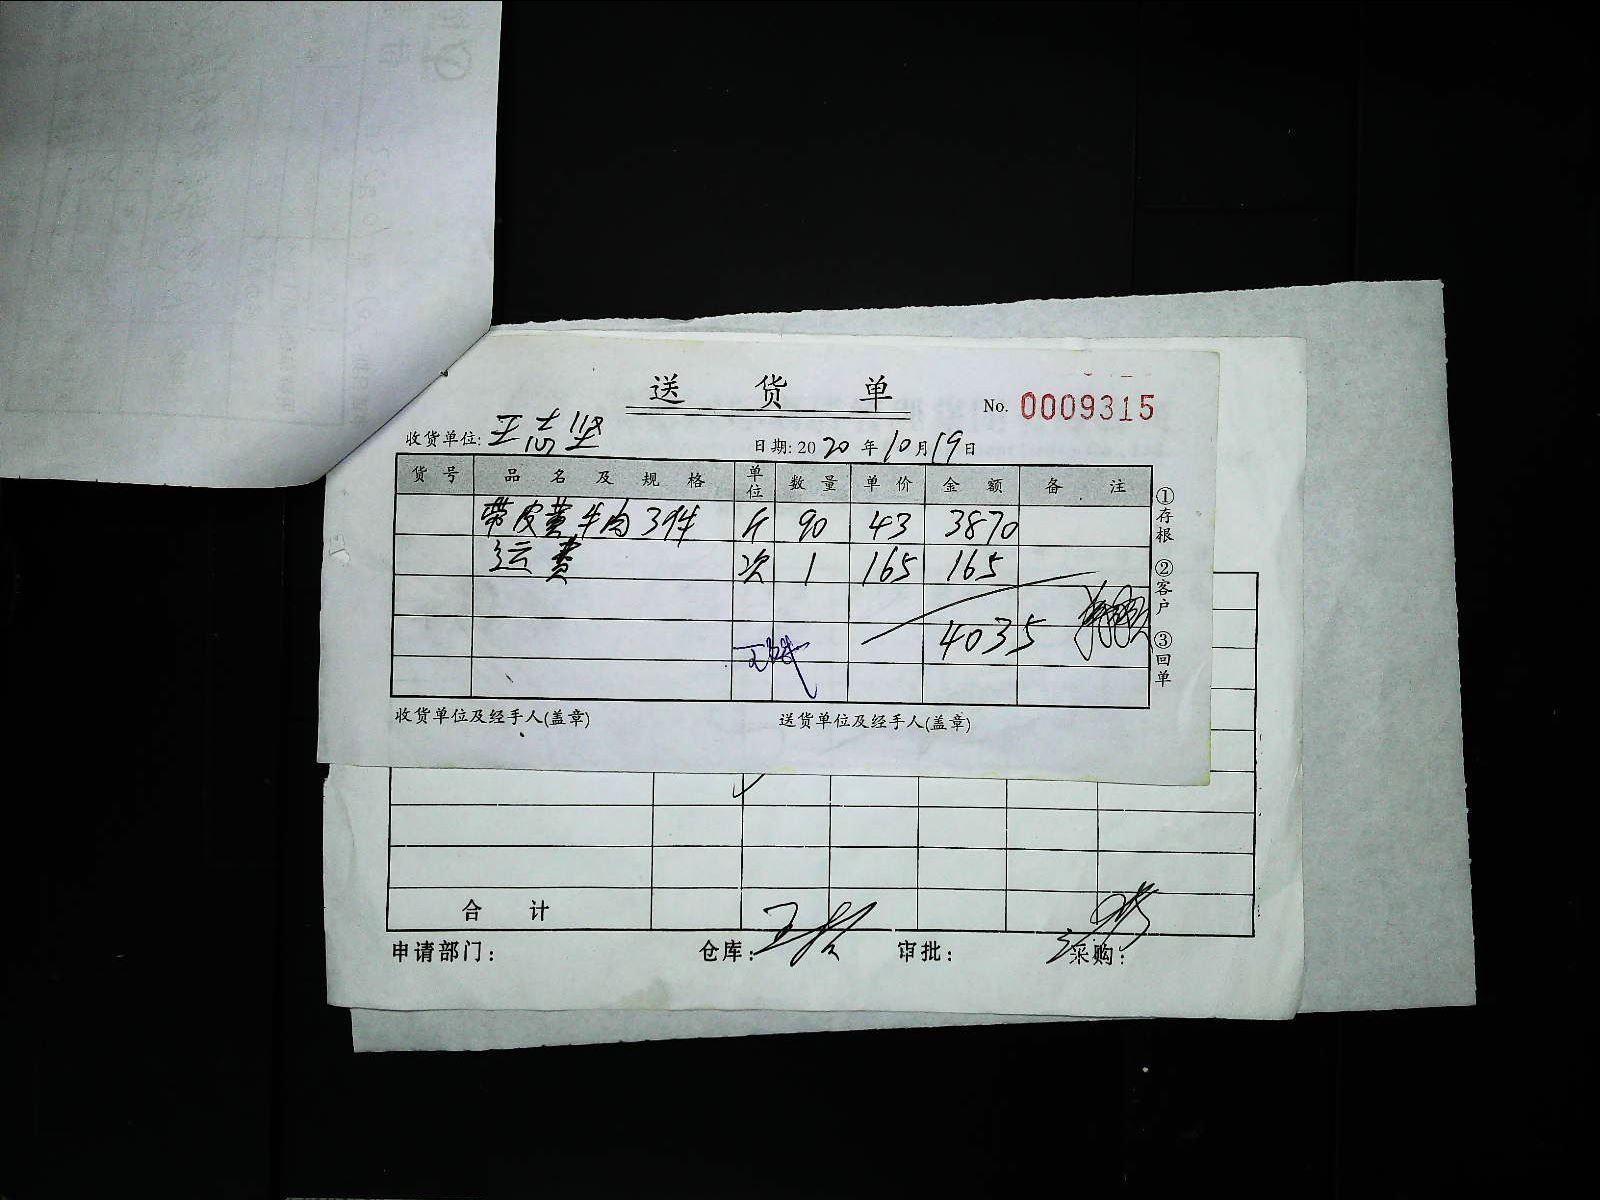 送货单
No. 0009315
收货单位: 王志坚 日期: 2020年10月19日
货号 品名及规格 单位 数量 单价 金额 备注
带皮黄牛肉3件 斤 90 43 3870
运费 次 1 165 165
4035
①存根 ②客户 ③回单
收货单位及经手人(盖章) 送货单位及经手人(盖章)
合计
申请部门: 仓库: 审批: 采购: